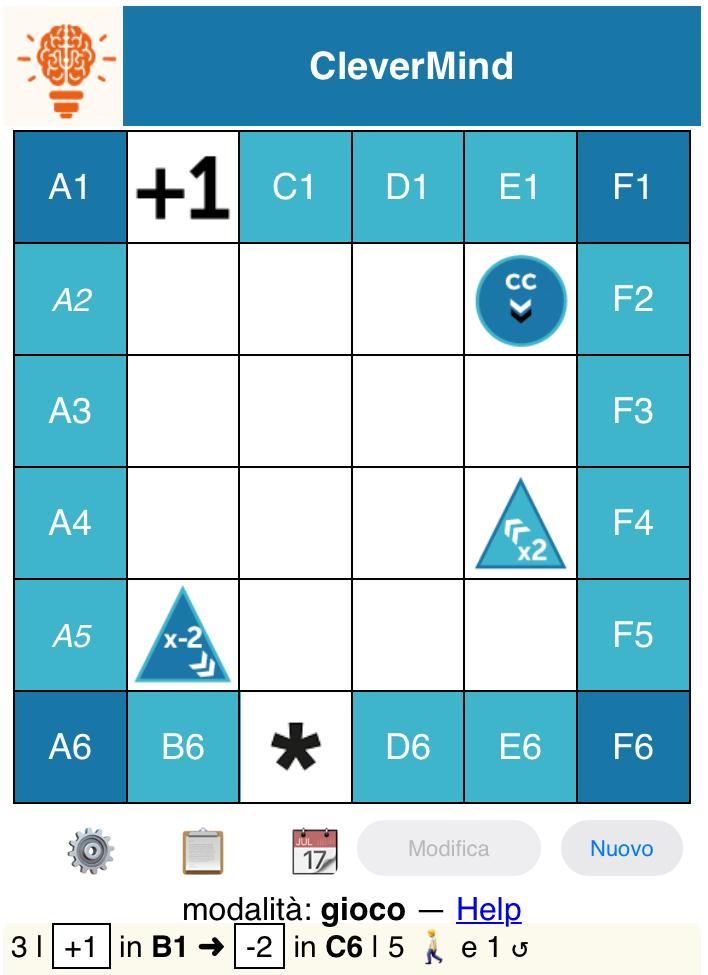 CleverMind
A1 +1 C1 D1 E1 F1
A2 CC F2
A3 F3
A4 x2 F4
A5 x-2 F5
A6 B6 * D6 E6 F6
JUL 17 Modifica Nuovo
modalità: gioco — Help
3 | +1 in B1 ➜ -2 in C6 | 5 🚶 e 1 ↺